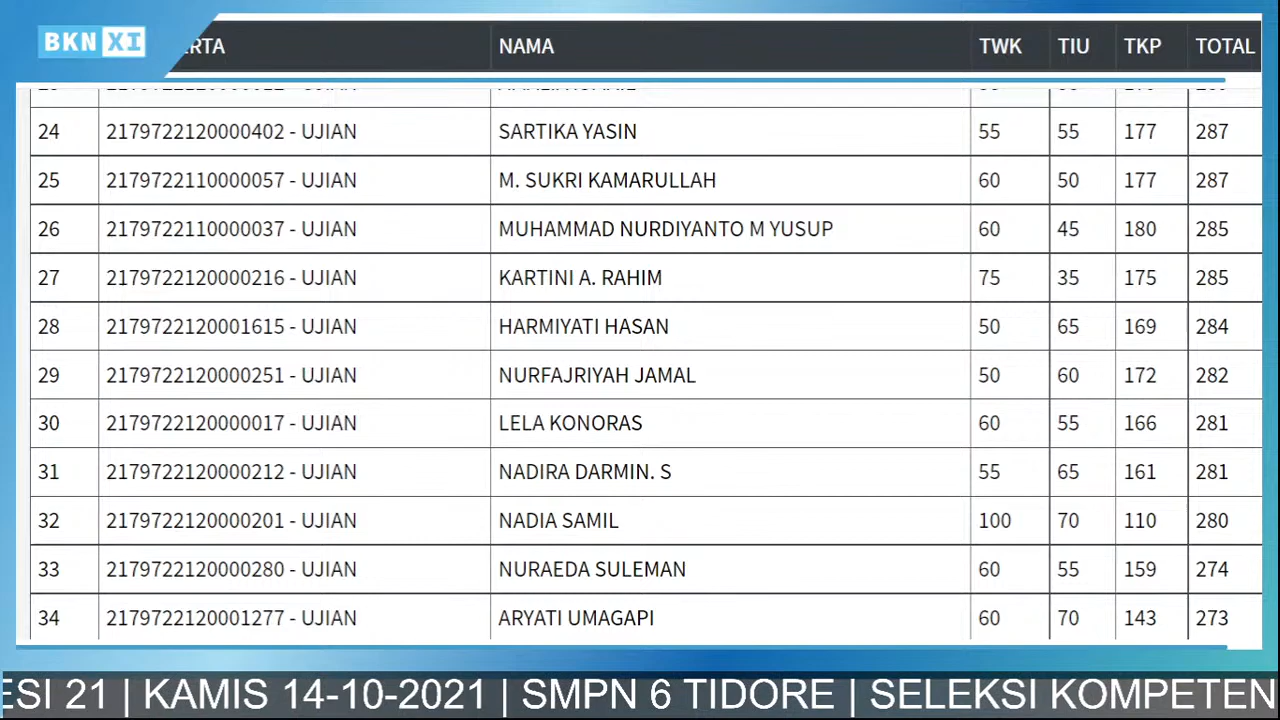 BKN XI
ERTA NAMA TWK TIU TKP TOTAL
24 2179722120000402 - UJIAN SARTIKA YASIN 55 55 177 287
25 2179722110000057 - UJIAN M. SUKRI KAMARULLAH 60 50 177 287
26 2179722110000037 - UJIAN MUHAMMAD NURDIYANTO M YUSUP 60 45 180 285
27 2179722120000216 - UJIAN KARTINI A. RAHIM 75 35 175 285
28 2179722120001615 - UJIAN HARMIYATI HASAN 50 65 169 284
29 2179722120000251 - UJIAN NURFAJRIYAH JAMAL 50 60 172 282
30 2179722120000017 - UJIAN LELA KONORAS 60 55 166 281
31 2179722120000212 - UJIAN NADIRA DARMIN. S 55 65 161 281
32 2179722120000201 - UJIAN NADIA SAMIL 100 70 110 280
33 2179722120000280 - UJIAN NURAEDA SULEMAN 60 55 159 274
34 2179722120001277 - UJIAN ARYATI UMAGAPI 60 70 143 273
ESI 21 | KAMIS 14-10-2021 | SMPN 6 TIDORE | SELEKSI KOMPETEN